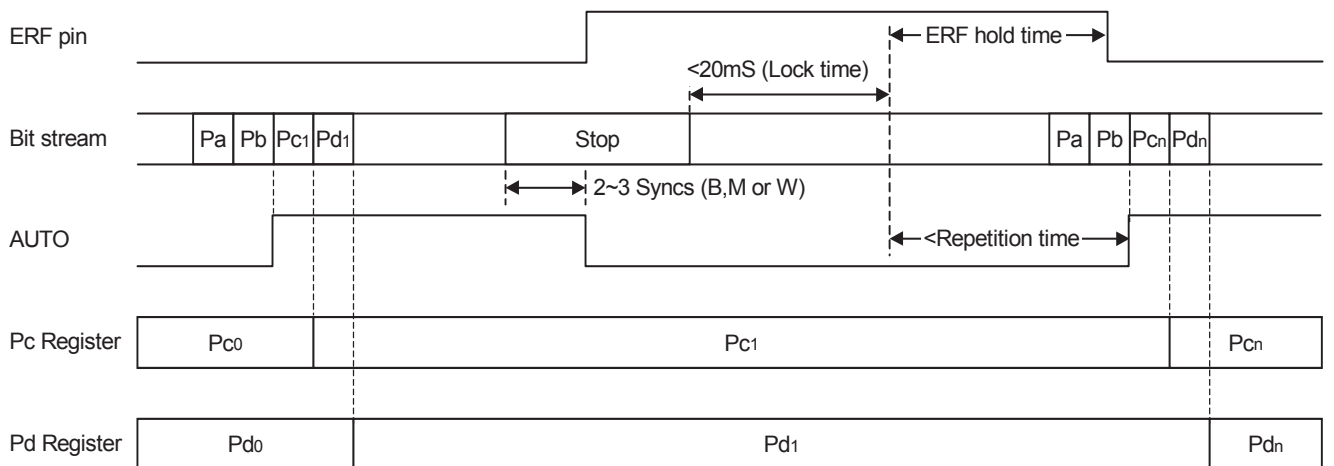 ERF pin
ERF hold time
<20mS (Lock time)
Bit stream
Pa Pb Pc1 Pd1 Stop Pa Pb Pcn Pdn
2~3 Syncs (B,M or W)
AUTO
<Repetition time
Pc Register Pc0 Pc1 Pcn
Pd Register Pd0 Pd1 Pdn